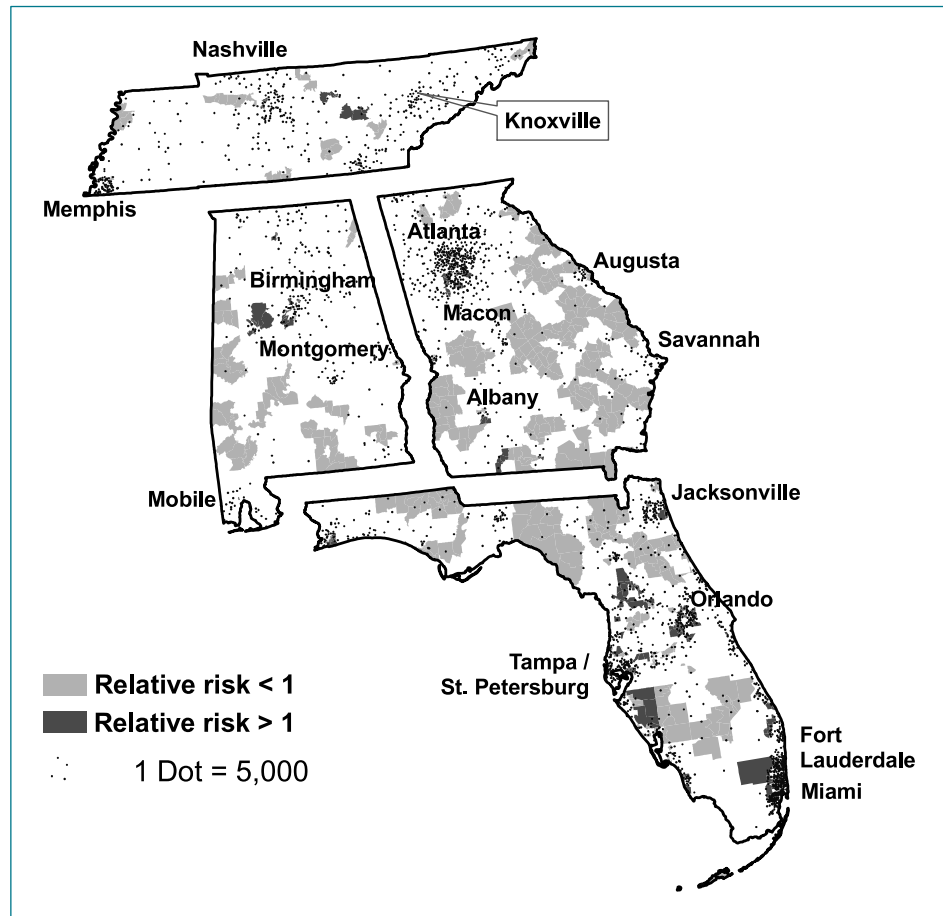 Nashville
Knoxville
Memphis
Atlanta
Augusta
Birmingham
Macon
Savannah
Montgomery
Albany
Mobile
Jacksonville
Orlando
Tampa /
St. Petersburg
Relative risk < 1
Relative risk > 1
1 Dot = 5,000
Fort
Lauderdale
Miami